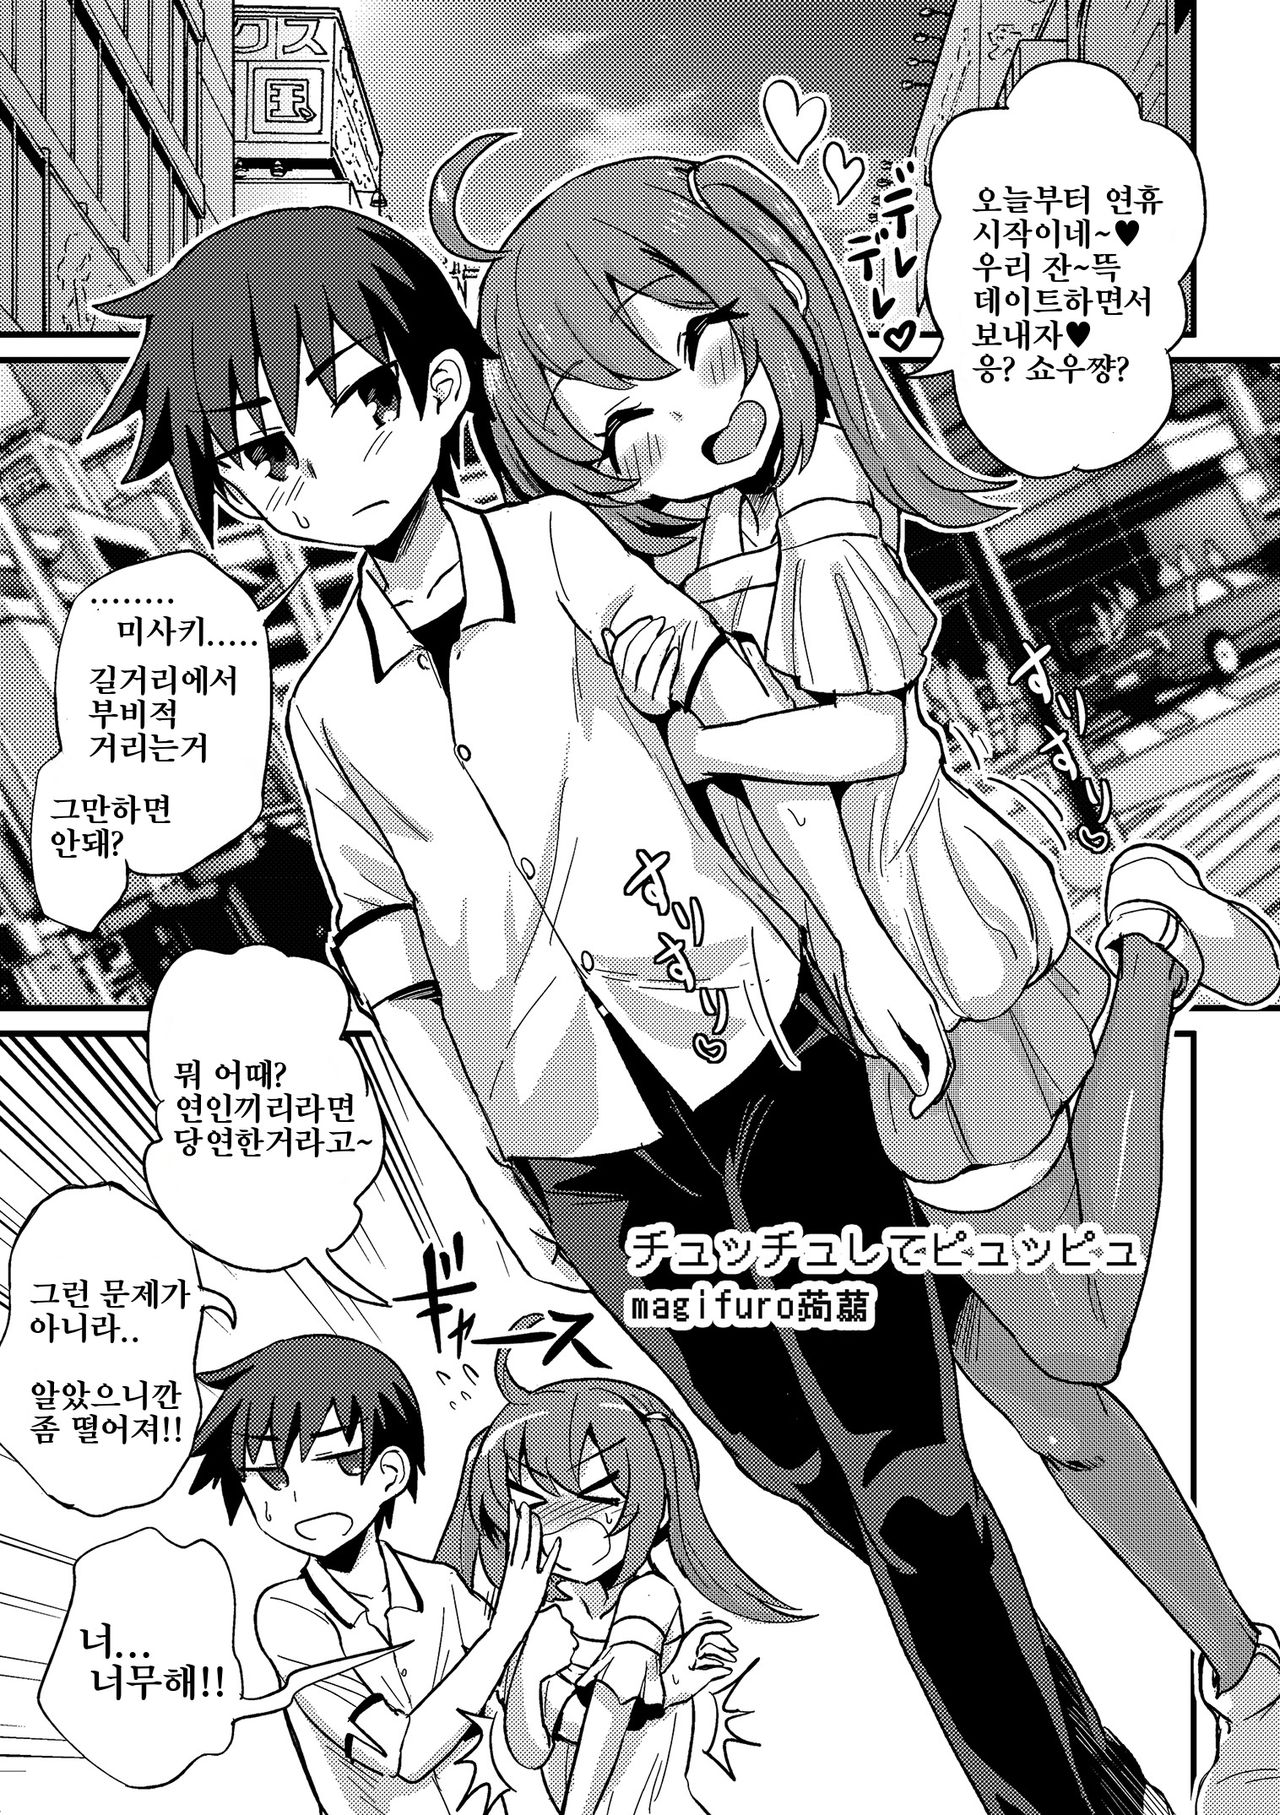 クス
オ늘부터 연휴
시작이네~♥
우리 잔~뜩
데이트하면서
보내자♥
응? 쇼우쨩?
デレ
デレ♡
.........
미사키.....
길거리에서
부비적
거리는거
그만하면
안돼?
すり
すり
すり
すり♡
뭐 어때?
연인끼리라면
당연한거라고~
그런 문제가
아니라..
알았으니깐
좀 떨어져!!
ギャース
너...
너무해!!
チュッチュしてピュッピュ
magifuro蒟蒻